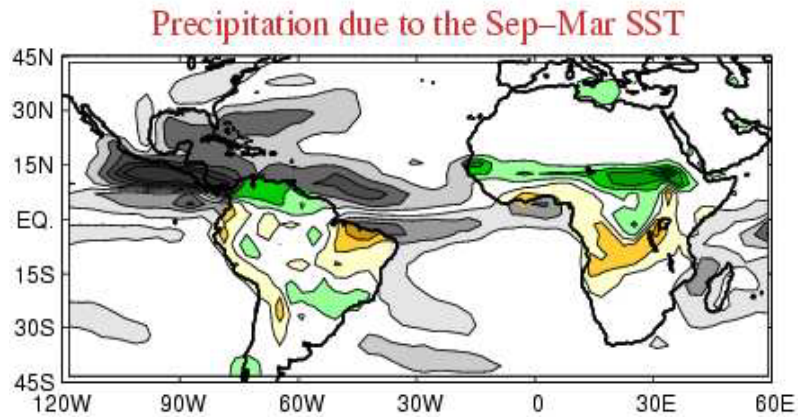 Precipitation due to the Sep–Mar SST
45N
30N
15N
EQ.
15S
30S
45S
120W 90W 60W 30W 0 30E 60E